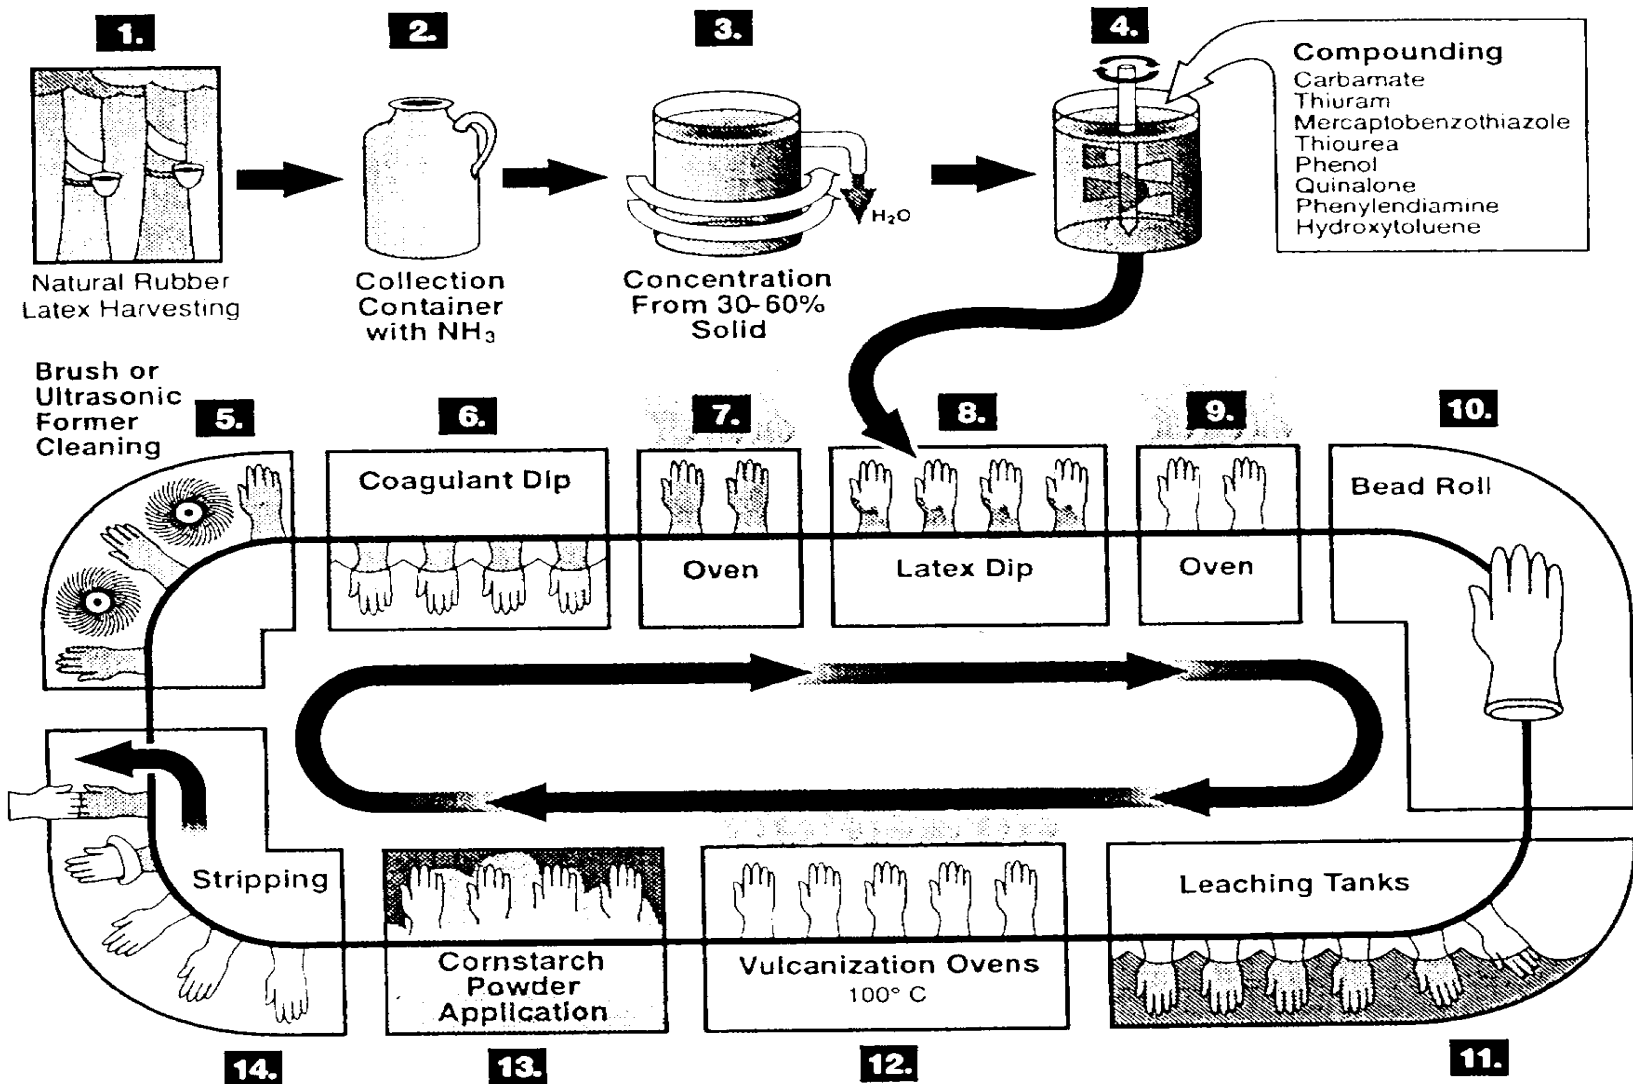 1.
Natural Rubber
Latex Harvesting
2.
Collection
Container
with NH₃
3.
H₂O
Concentration
From 30-60%
Solid
4.
Compounding
Carbamate
Thiuram
Mercaptobenzothiazole
Thiourea
Phenol
Quinalone
Phenylendiamine
Hydroxytoluene
Brush or
Ultrasonic
Former
Cleaning
5.
6.
Coagulant Dip
7.
Oven
8.
Latex Dip
9.
Oven
10.
Bead Roll
Leaching Tanks
11.
Vulcanization Ovens
100° C
12.
Cornstarch
Powder
Application
13.
Stripping
14.